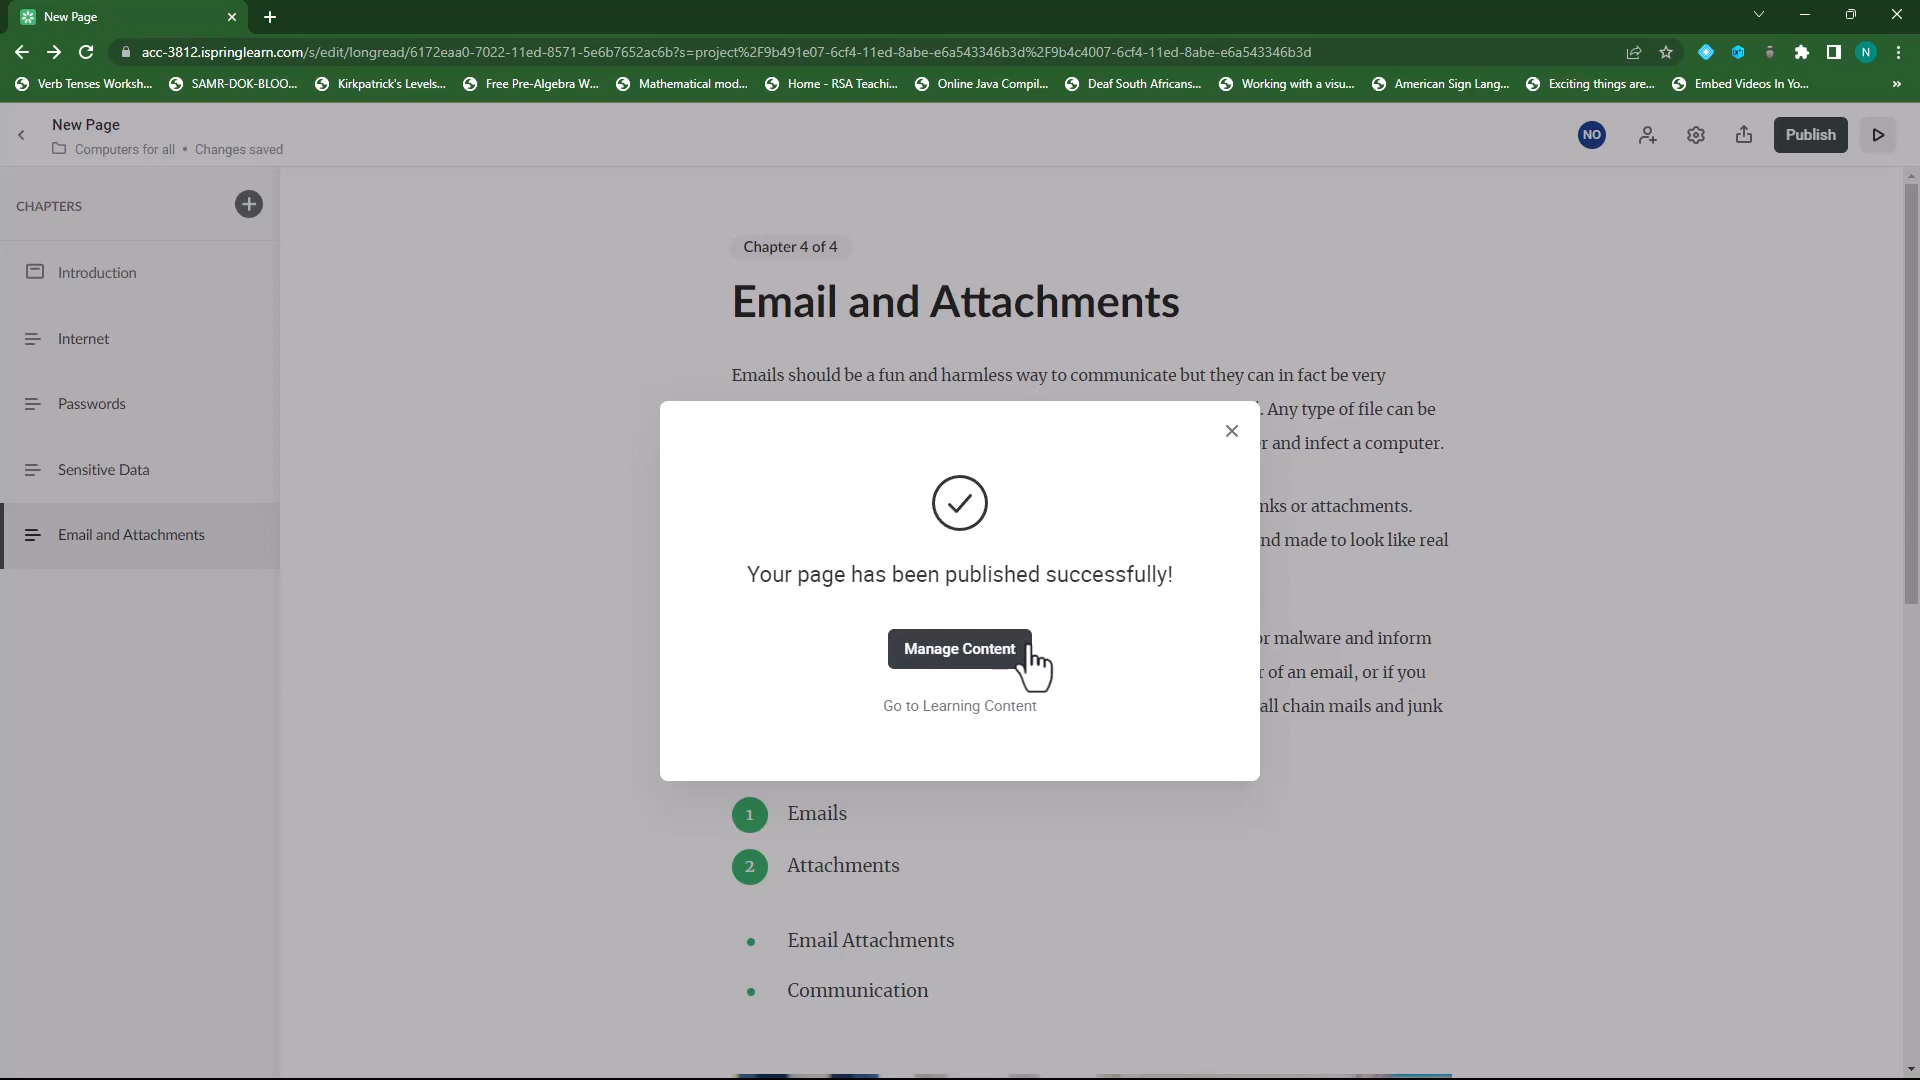 New Page
acc-3812.ispringlearn.com/s/edit/longread/6172eaa0-7022-11ed-8571-5e6b7652ac6b?s=project%2F9b491e07-6cf4-11ed-8abe-e6a543346b3d%2F9b4c4007-6cf4-11ed-8abe-e6a543346b3d
N
Verb Tenses Worksh... SAMR-DOK-BLOO... Kirkpatrick's Levels... Free Pre-Algebra W... Mathematical mod... Home - RSA Teachi... Online Java Compil... Deaf South Africans... Working with a visu... American Sign Lang... Exciting things are... Embed Videos In Yo... »
New Page
Computers for all • Changes saved
NO
Publish
CHAPTERS
Introduction
Internet
Passwords
Sensitive Data
Email and Attachments
Chapter 4 of 4
Email and Attachments
Emails should be a fun and harmless way to communicate but they can in fact be very
. Any type of file can be
and infect a computer.
or attachments.
made to look like real
malware and inform
of an email, or if you
all chain mails and junk
Your page has been published successfully!
Manage Content
Go to Learning Content
1 Emails
2 Attachments
• Email Attachments
• Communication